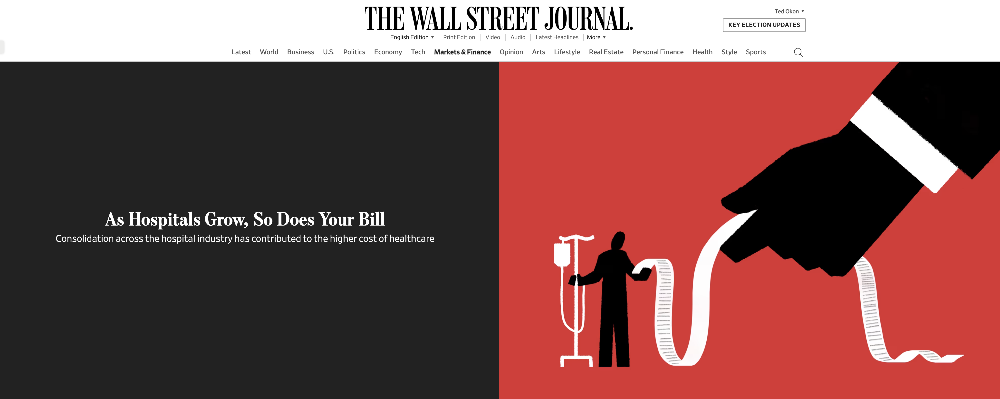 THE WALL STREET JOURNAL.
Ted Okon
KEY ELECTION UPDATES
English Edition Print Edition Video Audio Latest Headlines More
Latest World Business U.S. Politics Economy Tech Markets & Finance Opinion Arts Lifestyle Real Estate Personal Finance Health Style Sports
As Hospitals Grow, So Does Your Bill
Consolidation across the hospital industry has contributed to the higher cost of healthcare